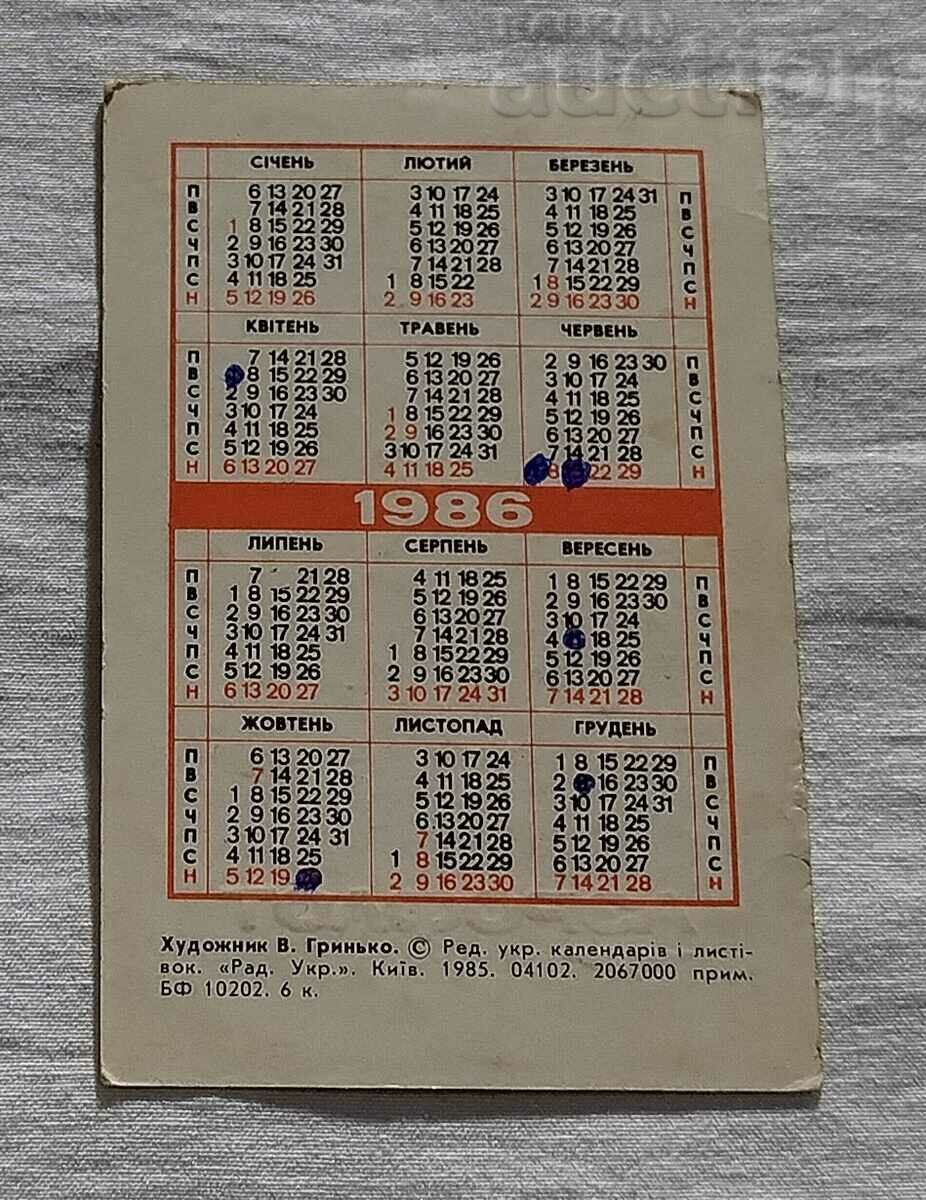 СІЧЕНЬ ЛЮТИЙ БЕРЕЗЕНЬ
П 6 13 20 27 3 10 17 24 3 10 17 24 31 П
В 7 14 21 28 4 11 18 25 4 11 18 25 В
С 1 8 15 22 29 5 12 19 26 5 12 19 26 С
Ч 2 9 16 23 30 6 13 20 27 6 13 20 27 Ч
П 3 10 17 24 31 7 14 21 28 7 14 21 28 П
С 4 11 18 25 1 8 15 22 1 8 15 22 29 С
Н 5 12 19 26 2 9 16 23 2 9 16 23 30 Н
КВІТЕНЬ ТРАВЕНЬ ЧЕРВЕНЬ
П 7 14 21 28 5 12 19 26 2 9 16 23 30 П
В 8 15 22 29 6 13 20 27 3 10 17 24 В
С 2 9 16 23 30 7 14 21 28 4 11 18 25 С
Ч 3 10 17 24 1 8 15 22 29 5 12 19 26 Ч
П 4 11 18 25 2 9 16 23 30 6 13 20 27 П
С 5 12 19 26 3 10 17 24 31 7 14 21 28 С
Н 6 13 20 27 4 11 18 25 8 22 29 Н
1986
ЛИПЕНЬ СЕРПЕНЬ ВЕРЕСЕНЬ
П 7 21 28 4 11 18 25 1 8 15 22 29 П
В 1 8 15 22 29 5 12 19 26 2 9 16 23 30 В
С 2 9 16 23 30 6 13 20 27 3 10 17 24 С
Ч 3 10 17 24 31 7 14 21 28 4 18 25 Ч
П 4 11 18 25 1 8 15 22 29 5 12 19 26 П
С 5 12 19 26 2 9 16 23 30 6 13 20 27 С
Н 6 13 20 27 3 10 17 24 31 7 14 21 28 Н
ЖОВТЕНЬ ЛИСТОПАД ГРУДЕНЬ
П 6 13 20 27 3 10 17 24 1 8 15 22 29 П
В 7 14 21 28 4 11 18 25 2 16 23 30 В
С 1 8 15 22 29 5 12 19 26 3 10 17 24 31 С
Ч 2 9 16 23 30 6 13 20 27 4 11 18 25 Ч
П 3 10 17 24 31 7 14 21 28 5 12 19 26 П
С 4 11 18 25 1 8 15 22 29 6 13 20 27 С
Н 5 12 19 2 9 16 23 30 7 14 21 28 Н
Художник В. Гринько. © Ред. укр. календарів і листі-
вок. «Рад. Укр.». Київ. 1985. 04102. 2067000 прим.
БФ 10202. 6 к.